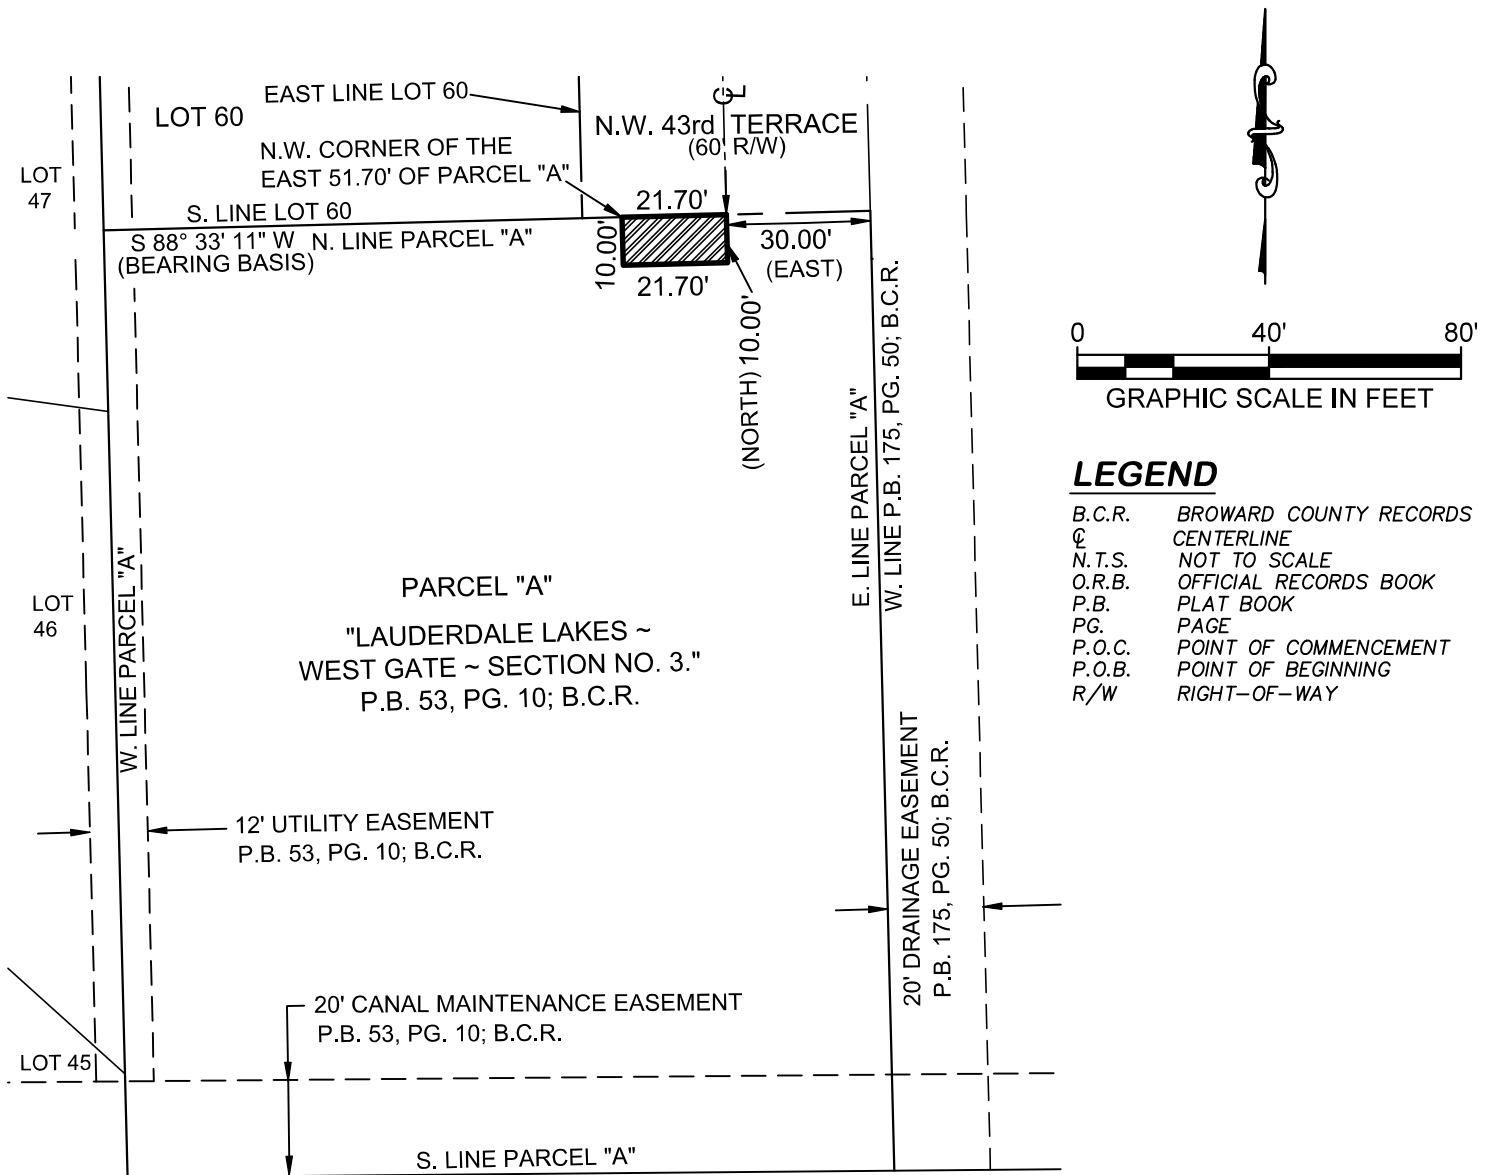 EAST LINE LOT 60
LOT 60
N.W. CORNER OF THE
EAST 51.70' OF PARCEL "A"
℄
N.W. 43rd TERRACE
(60' R/W)
LOT
47
S. LINE LOT 60
S 88° 33' 11" W
N. LINE PARCEL "A"
(BEARING BASIS)
21.70'
10.00'
21.70'
30.00'
(EAST)
(NORTH) 10.00'
E. LINE PARCEL "A"
W. LINE P.B. 175, PG. 50; B.C.R.
W. LINE PARCEL "A"
LOT
46
PARCEL "A"
"LAUDERDALE LAKES ~
WEST GATE ~ SECTION NO. 3."
P.B. 53, PG. 10; B.C.R.
12' UTILITY EASEMENT
P.B. 53, PG. 10; B.C.R.
20' DRAINAGE EASEMENT
P.B. 175, PG. 50; B.C.R.
20' CANAL MAINTENANCE EASEMENT
P.B. 53, PG. 10; B.C.R.
LOT 45
S. LINE PARCEL "A"
0 40' 80'
GRAPHIC SCALE IN FEET
LEGEND
B.C.R. BROWARD COUNTY RECORDS
℄ CENTERLINE
N.T.S. NOT TO SCALE
O.R.B. OFFICIAL RECORDS BOOK
P.B. PLAT BOOK
PG. PAGE
P.O.C. POINT OF COMMENCEMENT
P.O.B. POINT OF BEGINNING
R/W RIGHT-OF-WAY